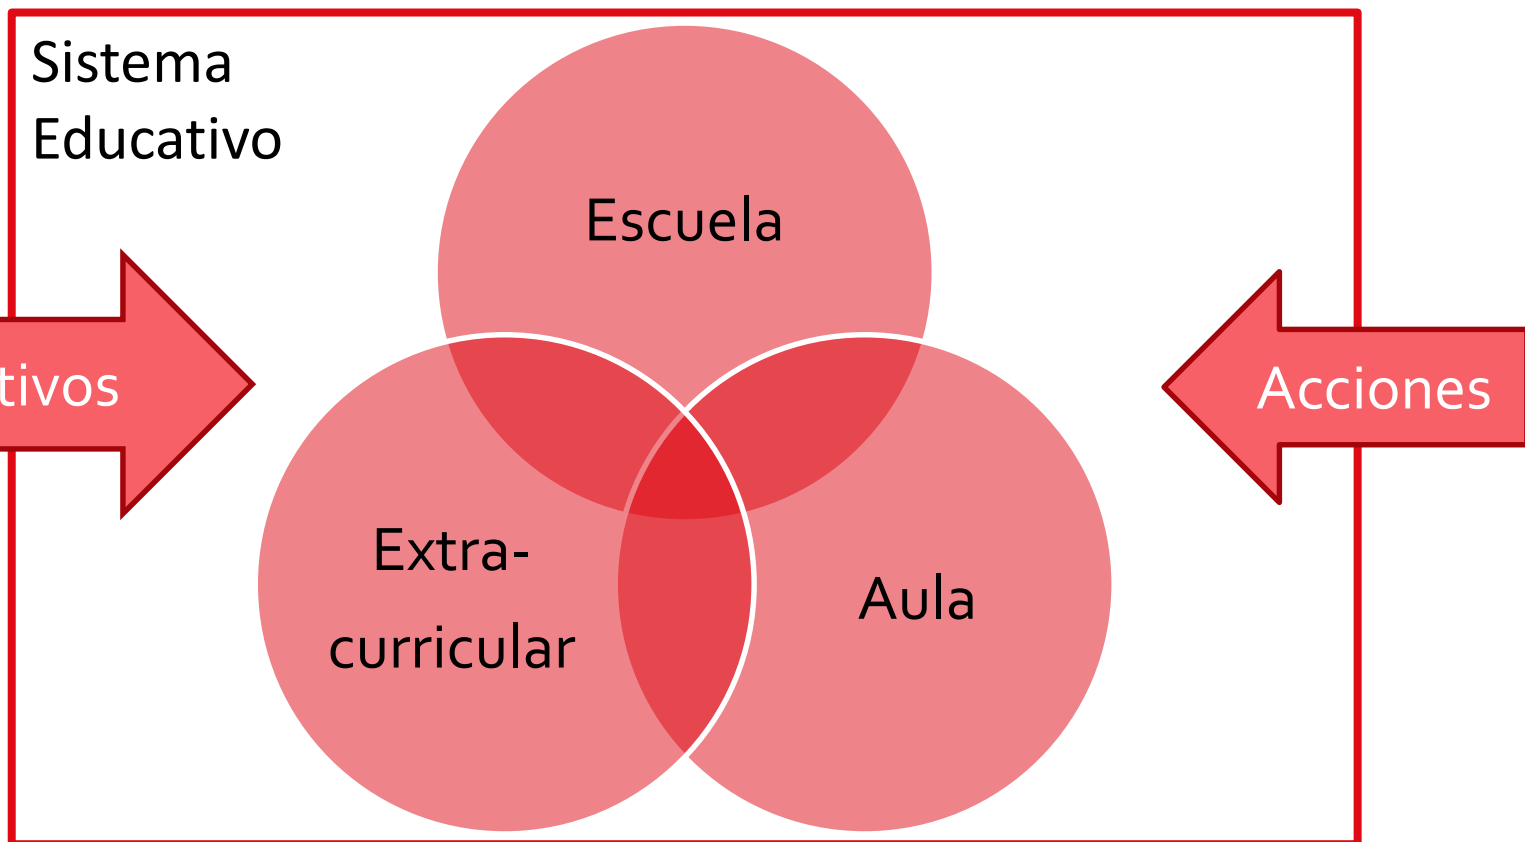 Sistema
Educativo
Escuela
tivos
Acciones
Extra-
curricular
Aula